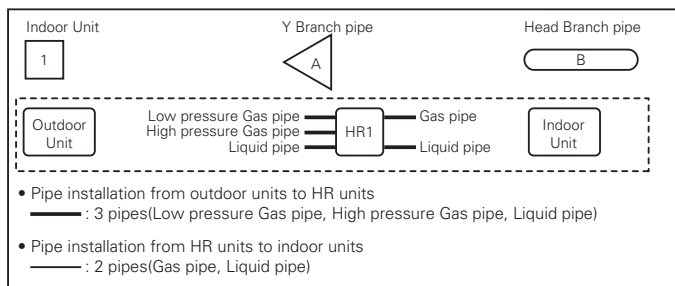 Indoor Unit
Y Branch pipe
Head Branch pipe
1
A
B
Outdoor
Unit
Low pressure Gas pipe
High pressure Gas pipe
Liquid pipe
HR1
Gas pipe
Liquid pipe
Indoor
Unit
• Pipe installation from outdoor units to HR units
: 3 pipes(Low pressure Gas pipe, High pressure Gas pipe, Liquid pipe)
• Pipe installation from HR units to indoor units
: 2 pipes(Gas pipe, Liquid pipe)